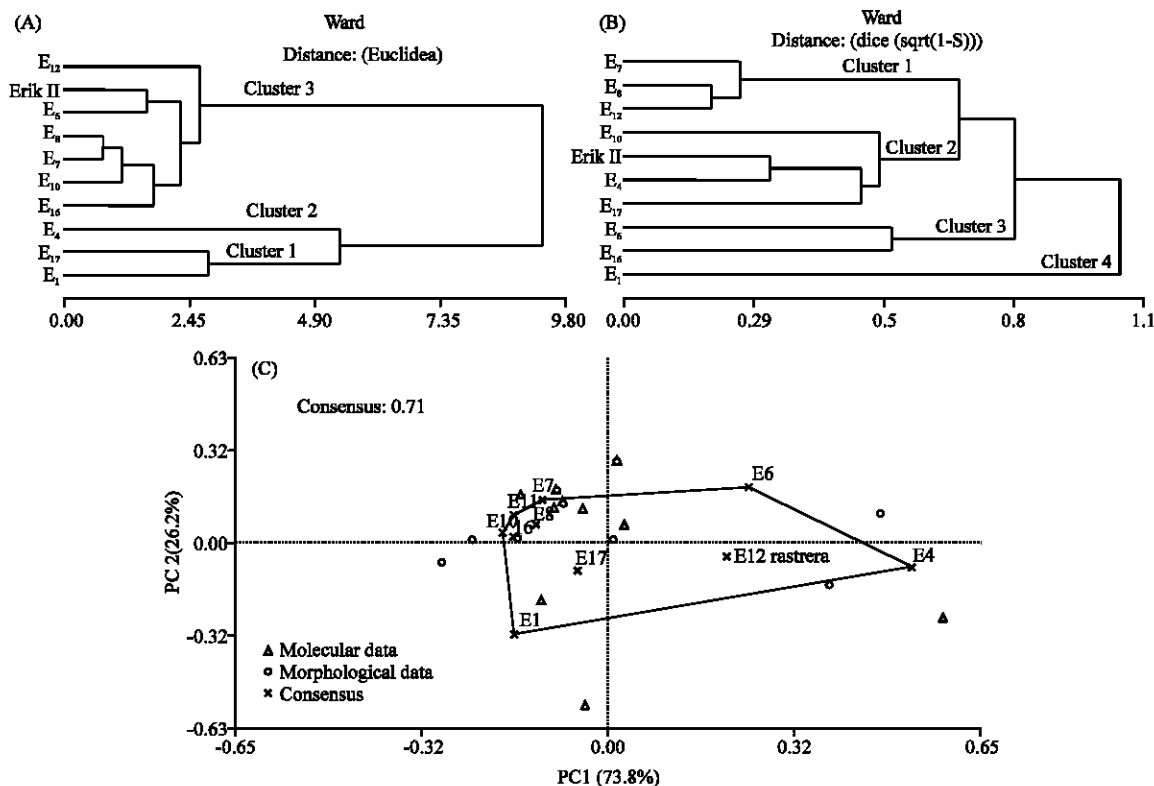 (A)
Ward
Distance: (Euclidea)
E12
Erik II
E6
E8
E7
E10
E16
E4
E17
E1
Cluster 3
Cluster 2
Cluster 1
0.00 2.45 4.90 7.35 9.80
(B)
Ward
Distance: (dice (sqrt(1-S)))
E7
E8
E12
E10
Erik II
E4
E17
E6
E16
E1
Cluster 1
Cluster 2
Cluster 3
Cluster 4
0.00 0.29 0.5 0.8 1.1
(C)
Consensus: 0.71
0.63
0.32
0.00
-0.32
-0.63
PC 2(26.2%)
E7
E6
E11
E8
E10
16
E17
E12 rastrera
E4
E1
Molecular data
Morphological data
Consensus
-0.65 -0.32 0.00 0.32 0.65
PC1 (73.8%)